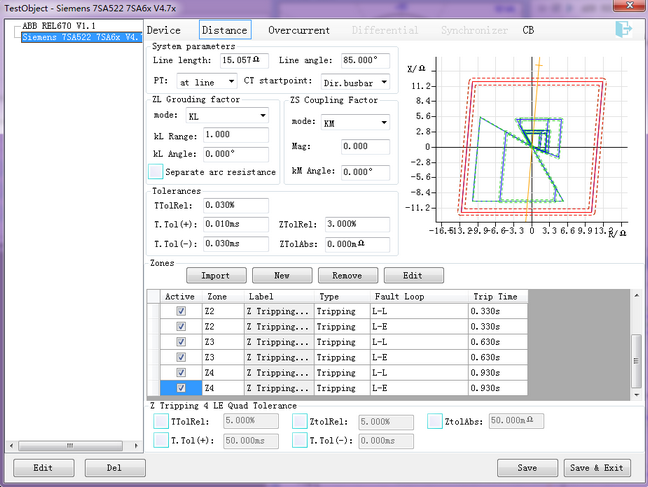 TestObject - Siemens 7SA522 7SA6x V4.7x
ABB REL670 V1.1
Siemens 7SA522 7SA6x V4.
Device Distance Overcurrent Differential Synchronizer CB
System parameters
Line length: 15.057Ω Line angle: 85.000°
PT: at line CT startpoint: Dir.busbar
ZL Grouding factor
mode: KL
kL Range: 1.000
kL Angle: 0.000°
Separate arc resistance
ZS Coupling Factor
mode: KM
Mag: 0.000
kM Angle: 0.000°
Tolerances
TTolRel: 0.030%
T.Tol(+): 0.010ms ZTolRel: 3.000%
T.Tol(-): 0.030ms ZTolAbs: 0.000mΩ
X/Ω
11.2
8.4
5.6
2.8
0
-2.8
-5.6
-8.4
-11.2
-16.5 -13.2 -9.9 -6.6 -3.3 0 3.3 6.6 9.9 13.2
R/Ω
Zones
Import New Remove Edit
Active Zone Label Type Fault Loop Trip Time
Z2 Z Tripping... Tripping L-L 0.330s
Z2 Z Tripping... Tripping L-E 0.330s
Z3 Z Tripping... Tripping L-L 0.630s
Z3 Z Tripping... Tripping L-E 0.630s
Z4 Z Tripping... Tripping L-L 0.930s
Z4 Z Tripping... Tripping L-E 0.930s
Z Tripping 4 LE Quad Tolerance
TTolRel: 5.000% ZtolRel: 5.000% ZtolAbs: 50.000mΩ
T.Tol(+): 50.000ms T.Tol(-): 0.000ms
Edit Del Save Save & Exit